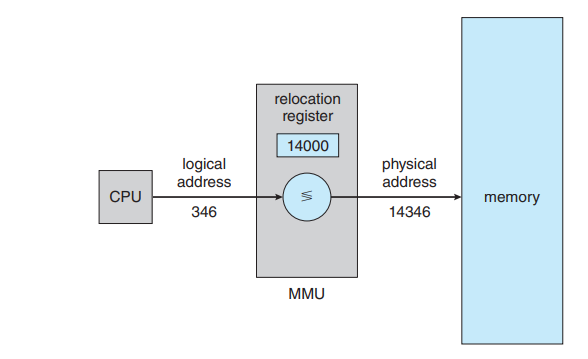 relocation
register
14000
logical
address
346
CPU
≶
physical
address
14346
memory
MMU